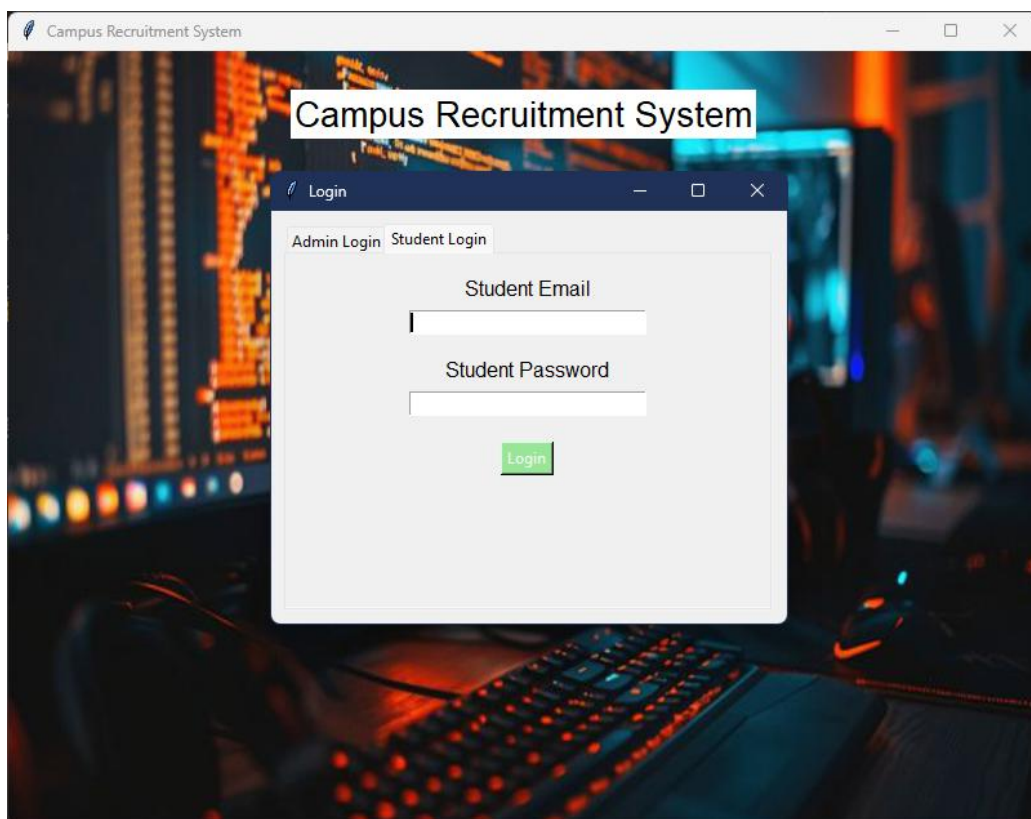 Campus Recruitment System
Campus Recruitment System
Login
Admin Login Student Login
Student Email
Student Password
Login